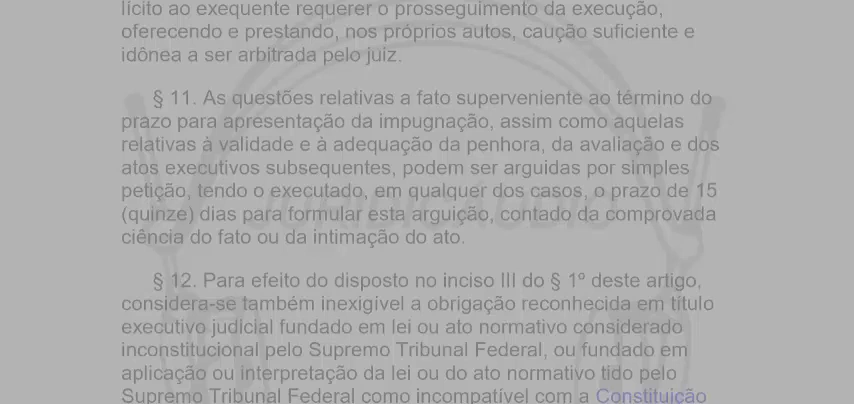 lícito ao exequente requerer o prosseguimento da execução,
oferecendo e prestando, nos próprios autos, caução suficiente e
idônea a ser arbitrada pelo juiz.
§ 11. As questões relativas a fato superveniente ao término do
prazo para apresentação da impugnação, assim como aquelas
relativas à validade e à adequação da penhora, da avaliação e dos
atos executivos subsequentes, podem ser arguidas por simples
petição, tendo o executado, em qualquer dos casos, o prazo de 15
(quinze) dias para formular esta arguição, contado da comprovada
ciência do fato ou da intimação do ato.
JURIDICÁUDIO
§ 12. Para efeito do disposto no inciso III do § 1º deste artigo,
considera-se também inexigível a obrigação reconhecida em título
executivo judicial fundado em lei ou ato normativo considerado
inconstitucional pelo Supremo Tribunal Federal, ou fundado em
aplicação ou interpretação da lei ou do ato normativo tido pelo
Supremo Tribunal Federal como incompatível com a Constituição